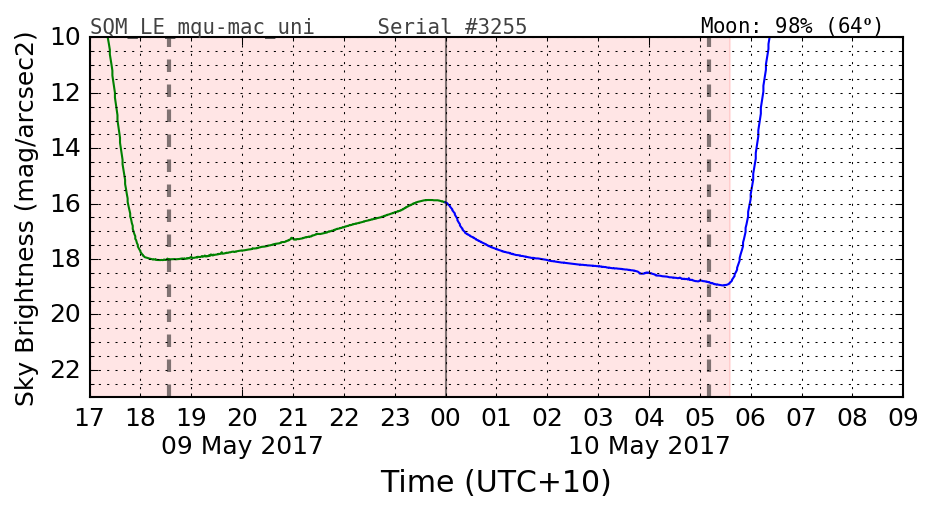 SQM_LE_mqu-mac_uni Serial #3255 Moon: 98% (64º)
Sky Brightness (mag/arcsec2)
10
12
14
16
18
20
22
17 18 19 20 21 22 23 00 01 02 03 04 05 06 07 08 09
09 May 2017 10 May 2017
Time (UTC+10)